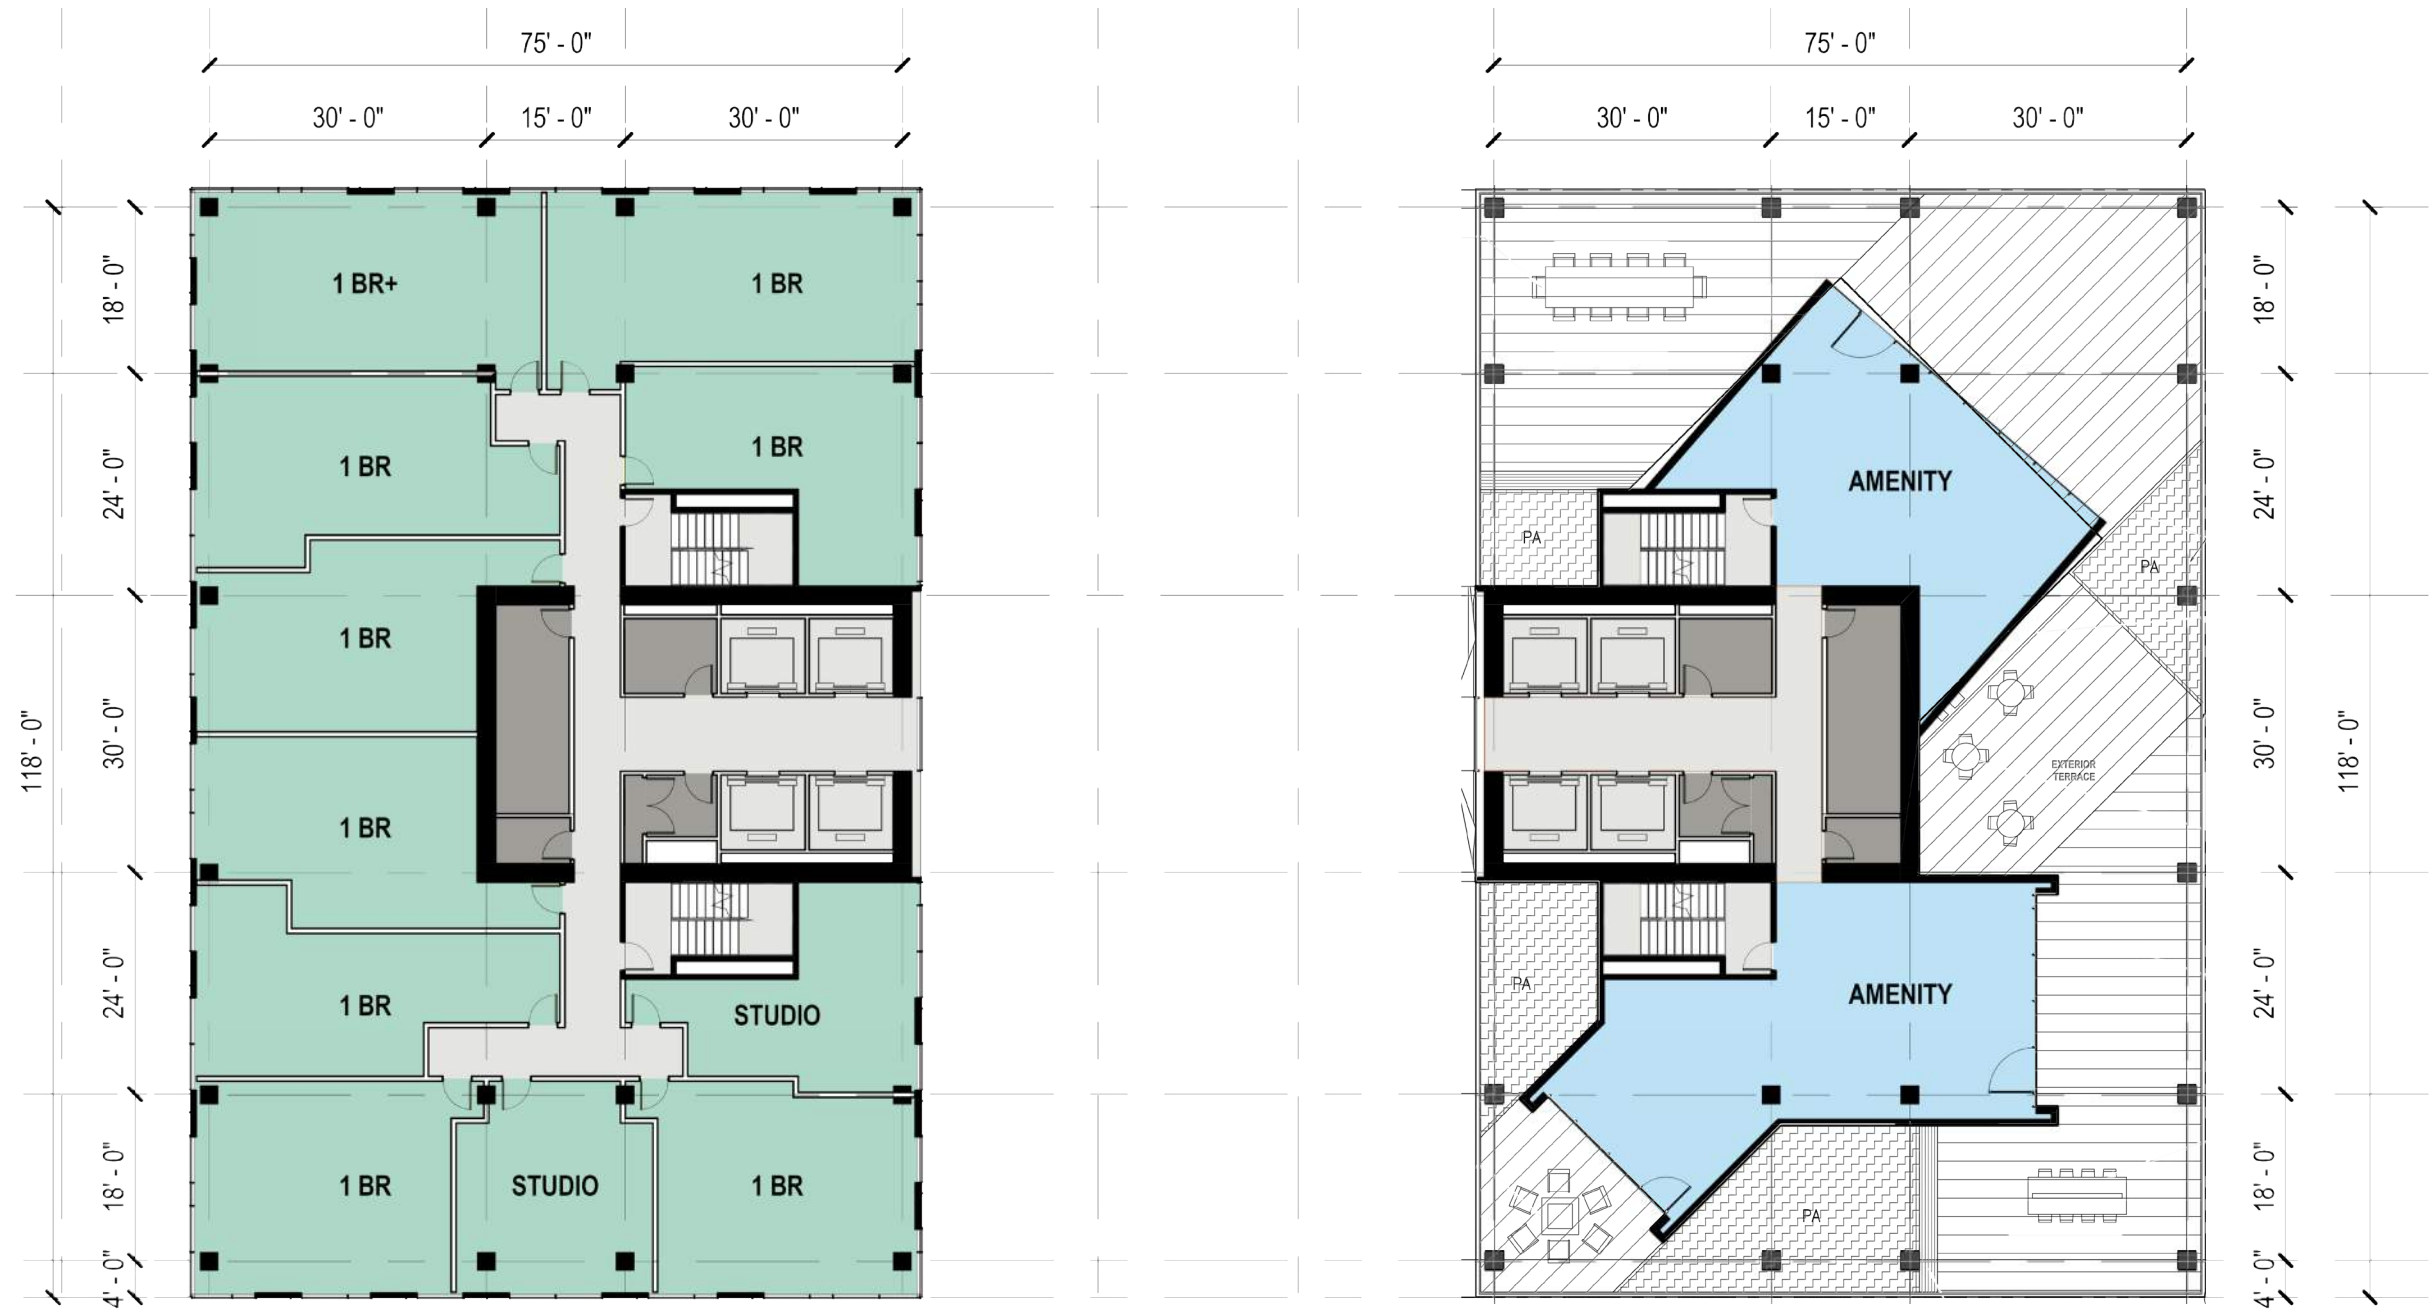 75' - 0"
75' - 0"
30' - 0"
15' - 0"
30' - 0"
30' - 0"
15' - 0"
30' - 0"
18' - 0"
1 BR+
1 BR
18' - 0"
24' - 0"
1 BR
1 BR
AMENITY
24' - 0"
PA
PA
118' - 0"
30' - 0"
1 BR
EXTERIOR
TERRACE
30' - 0"
118' - 0"
1 BR
24' - 0"
1 BR
STUDIO
PA
AMENITY
24' - 0"
18' - 0"
1 BR
STUDIO
1 BR
PA
18' - 0"
4' - 0"
4' - 0"